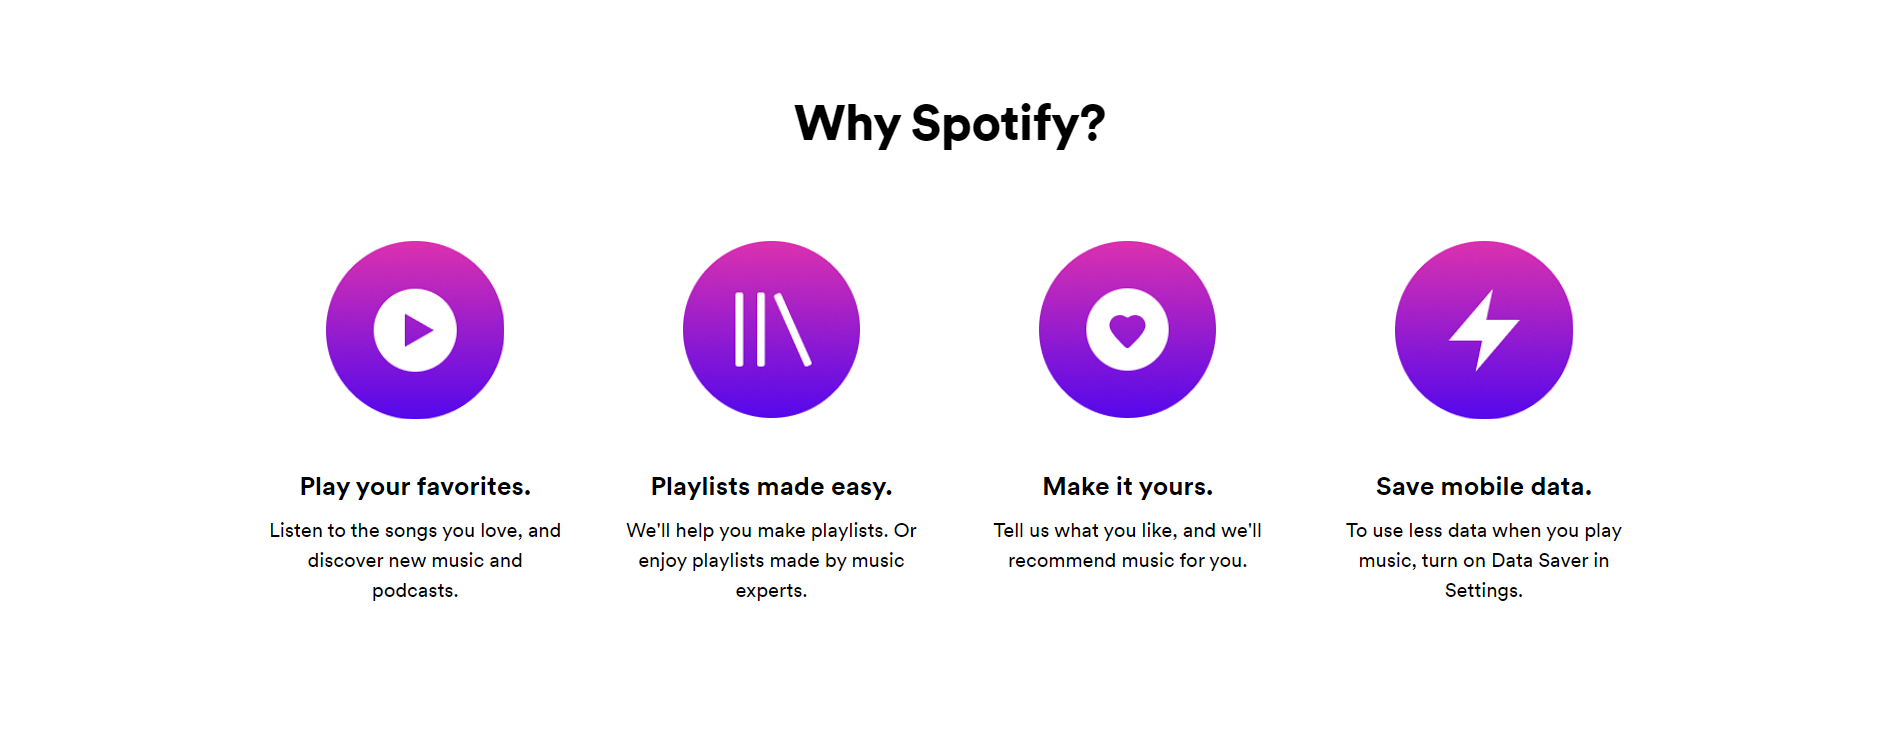 Why Spotify?
Play your favorites.
Listen to the songs you love, and
discover new music and
podcasts.
Playlists made easy.
We'll help you make playlists. Or
enjoy playlists made by music
experts.
Make it yours.
Tell us what you like, and we'll
recommend music for you.
Save mobile data.
To use less data when you play
music, turn on Data Saver in
Settings.